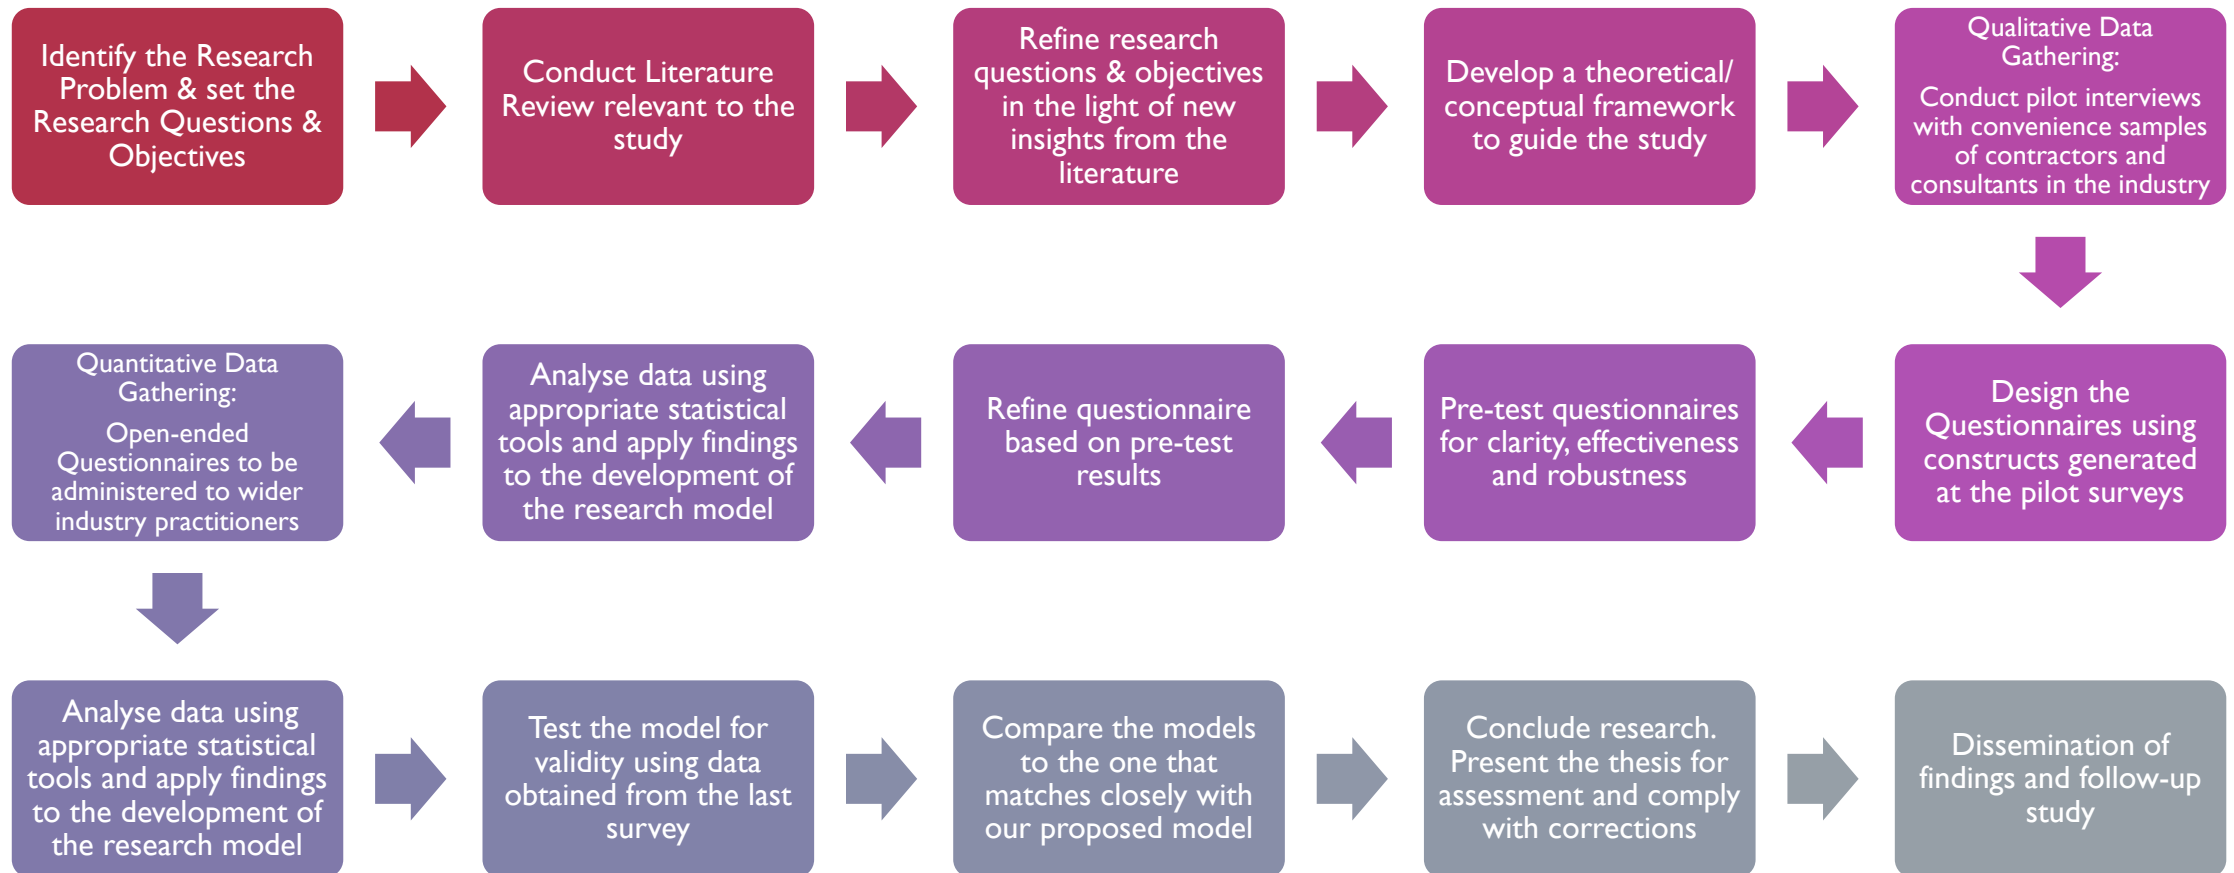 Identify the Research
Problem & set the
Research Questions &
Objectives
Conduct Literature
Review relevant to the
study
Refine research
questions & objectives
in the light of new
insights from the
literature
Develop a theoretical/
conceptual framework
to guide the study
Qualitative Data
Gathering:
Conduct pilot interviews
with convenience samples
of contractors and
consultants in the industry
Design the
Questionnaires using
constructs generated
at the pilot surveys
Pre-test questionnaires
for clarity, effectiveness
and robustness
Refine questionnaire
based on pre-test
results
Analyse data using
appropriate statistical
tools and apply findings
to the development of
the research model
Quantitative Data
Gathering:
Open-ended
Questionnaires to be
administered to wider
industry practitioners
Analyse data using
appropriate statistical
tools and apply findings
to the development of
the research model
Test the model for
validity using data
obtained from the last
survey
Compare the models
to the one that
matches closely with
our proposed model
Conclude research.
Present the thesis for
assessment and comply
with corrections
Dissemination of
findings and follow-up
study